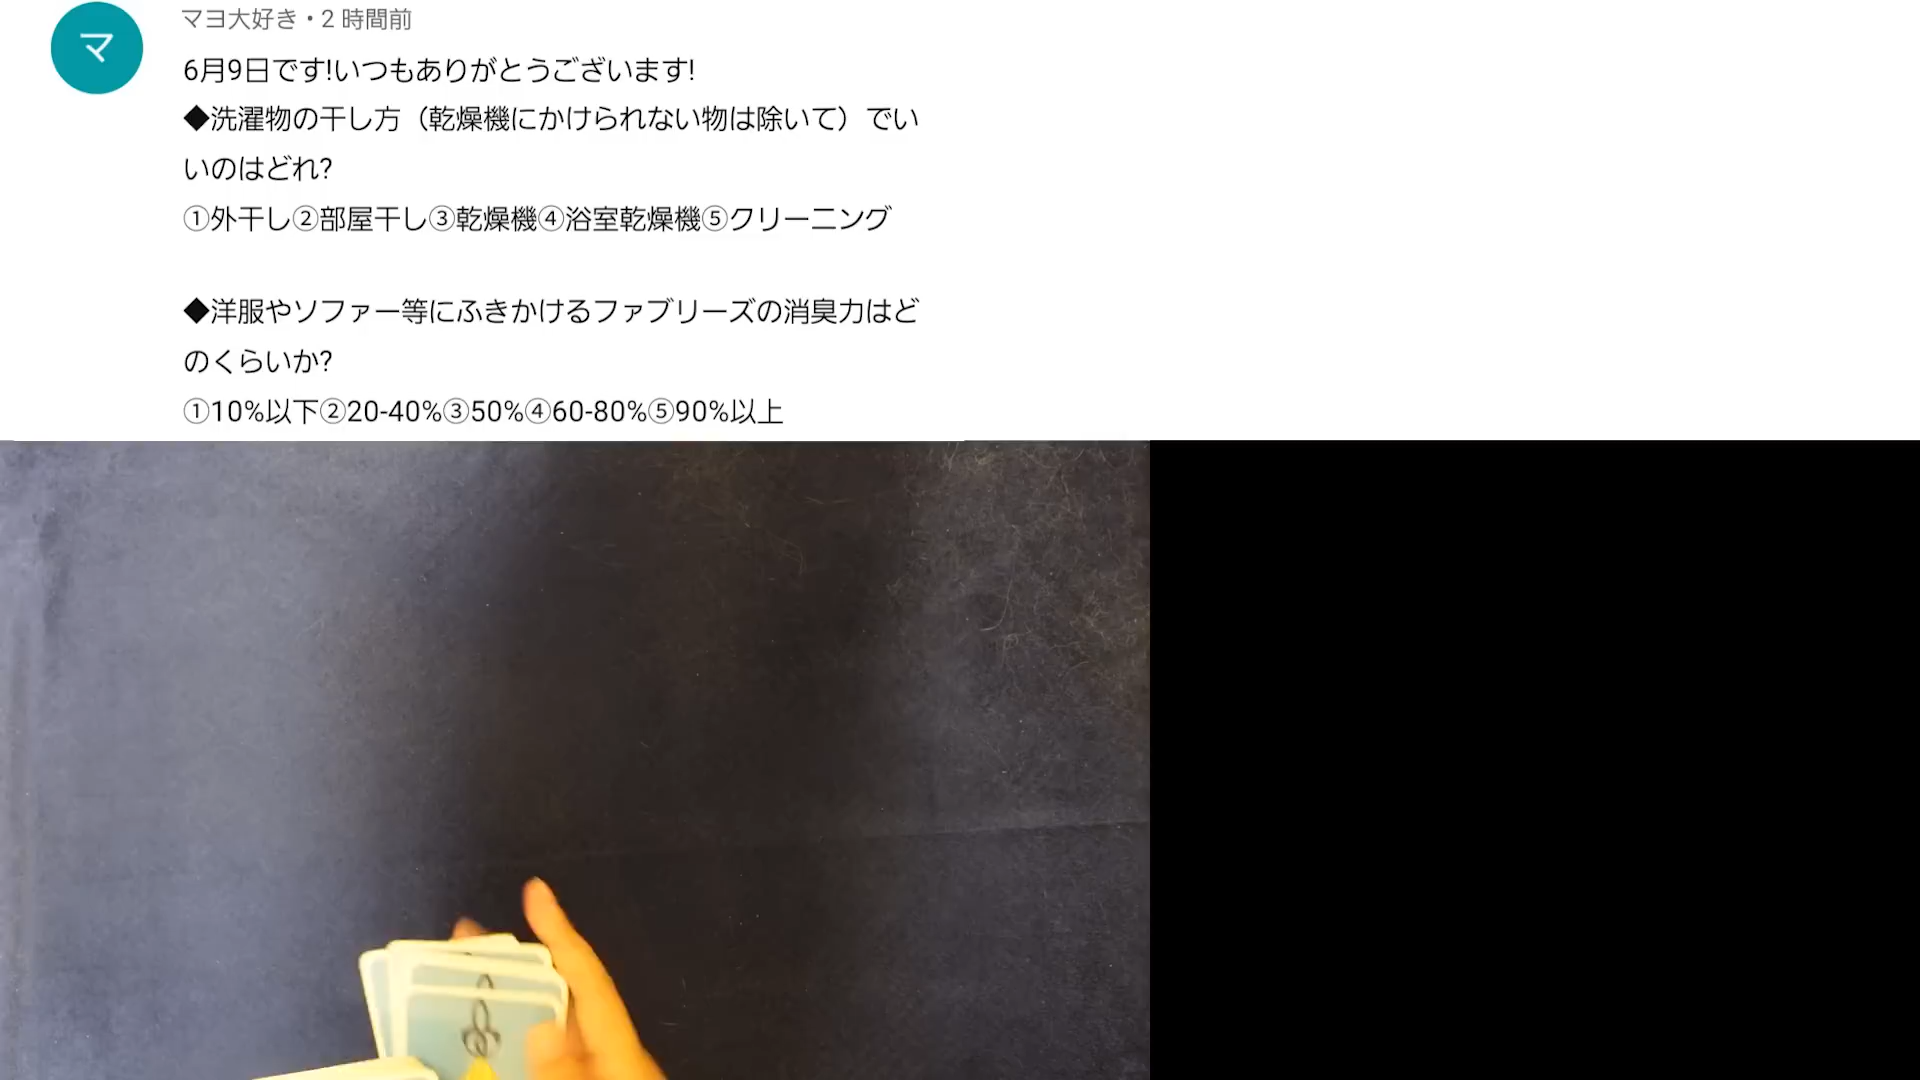 マ
マヨ大好き・2 時間前
6月9日です!いつもありがとうございます!
◆洗濯物の干し方（乾燥機にかけられない物は除いて）でい
いのはどれ?
①外干し②部屋干し③乾燥機④浴室乾燥機⑤クリーニング
◆洋服やソファー等にふきかけるファブリーズの消臭力はど
のくらいか?
①10%以下②20-40%③50%④60-80%⑤90%以上